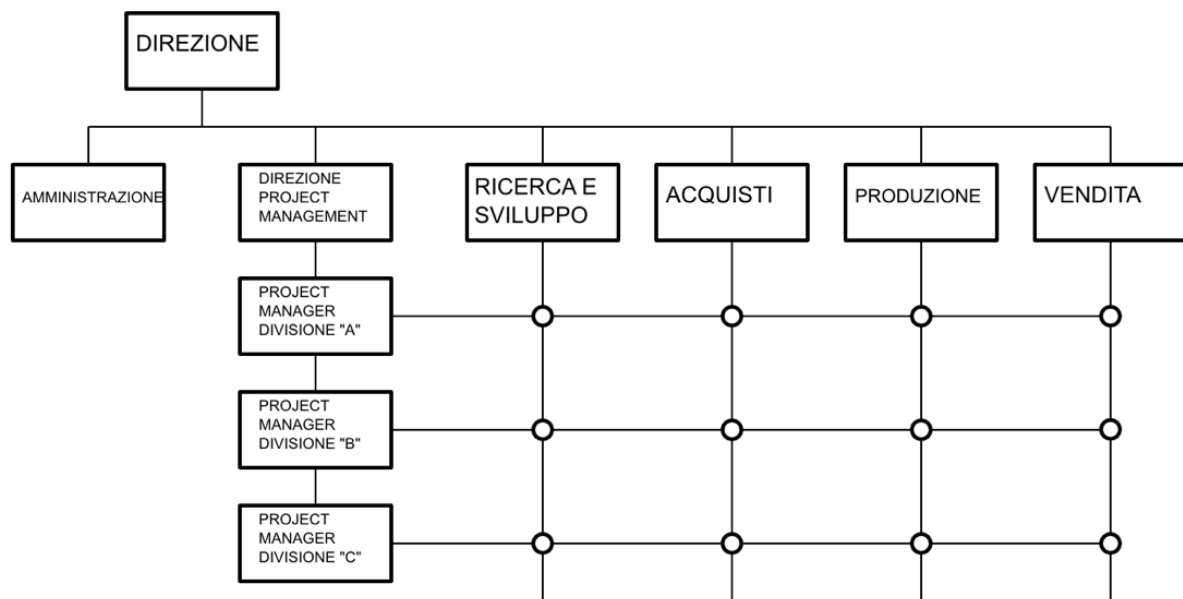 DIREZIONE
AMMINISTRAZIONE
DIREZIONE
PROJECT
MANAGEMENT
RICERCA E
SVILUPPO
ACQUISTI
PRODUZIONE
VENDITA
PROJECT
MANAGER
DIVISIONE "A"
PROJECT
MANAGER
DIVISIONE "B"
PROJECT
MANAGER
DIVISIONE "C"